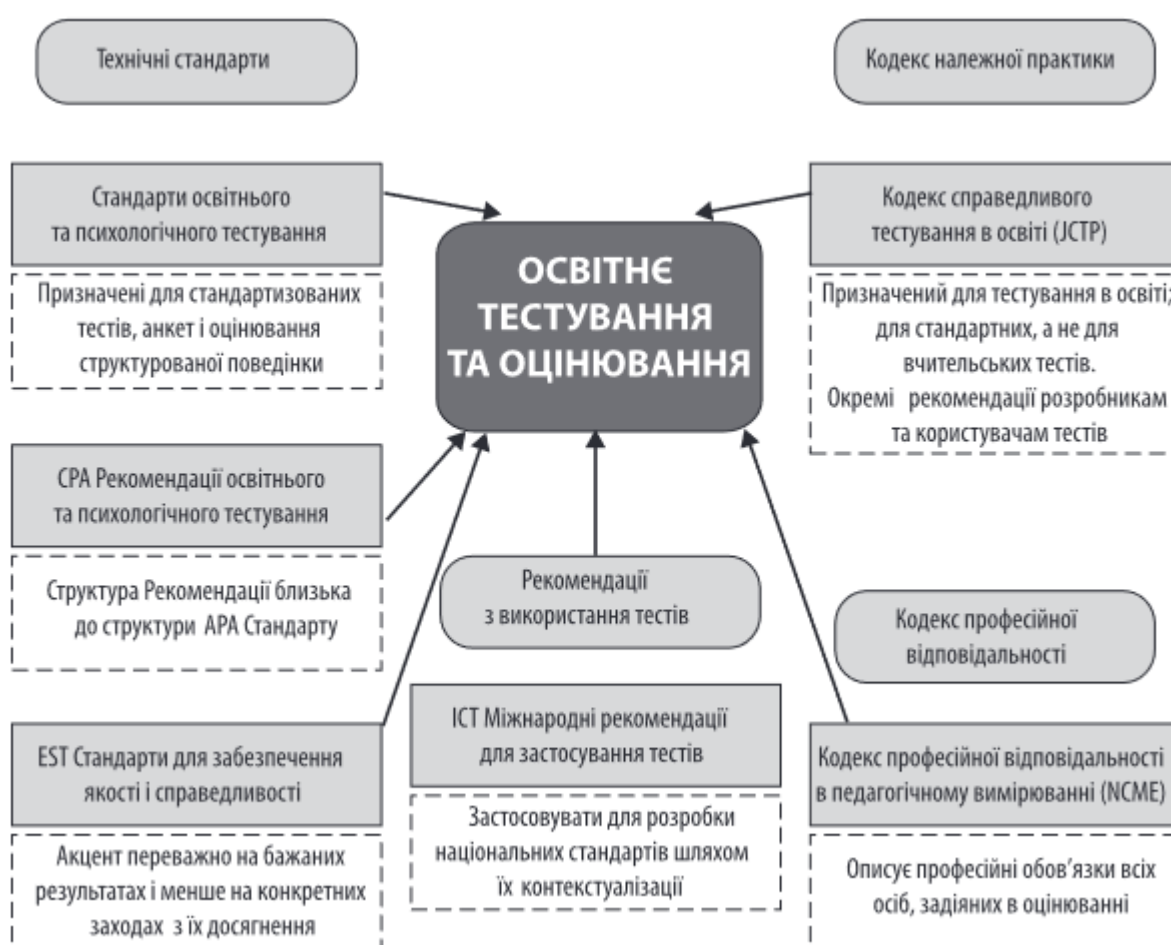 Технічні стандарти
Кодекс належної практики
Стандарти освітнього
та психологічного тестування
Призначені для стандартизованих
тестів, анкет і оцінювання
структурованої поведінки
ОСВІТНЄ
ТЕСТУВАННЯ
ТА ОЦІНЮВАННЯ
Кодекс справедливого
тестування в освіті (JCTP)
Призначений для тестування в освіті;
для стандартних, а не для
вчительських тестів.
Окремі рекомендації розробникам
та користувачам тестів
CPA Рекомендації освітнього
та психологічного тестування
Структура Рекомендації близька
до структури APA Стандарту
Рекомендації
з використання тестів
Кодекс професійної
відповідальності
EST Стандарти для забезпечення
якості і справедливості
Акцент переважно на бажаних
результатах і менше на конкретних
заходах з їх досягнення
ICT Міжнародні рекомендації
для застосування тестів
Застосовувати для розробки
національних стандартів шляхом
їх контекстуалізації
Кодекс професійної відповідальності
в педагогічному вимірюванні (NCME)
Описує професійні обов’язки всіх
осіб, задіяних в оцінюванні